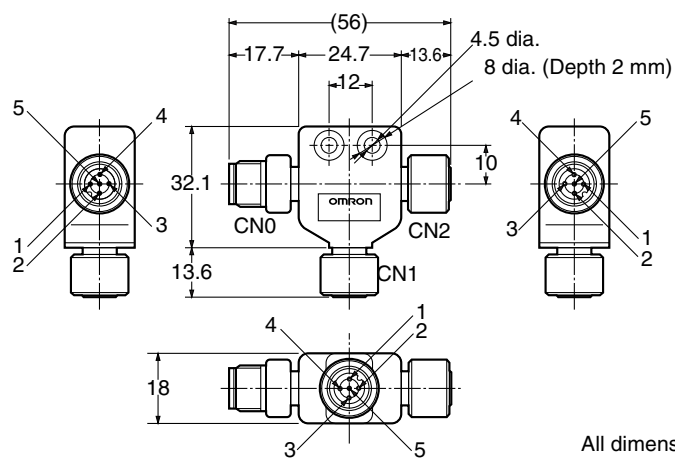 (56)
17.7 24.7 13.6
12
4.5 dia.
8 dia. (Depth 2 mm)
5 4
1
2
3
32.1
13.6
10
OMRON
CN0
CN2
CN1
4 5
3
1
2
18
4
1
2
3
5
All dimens